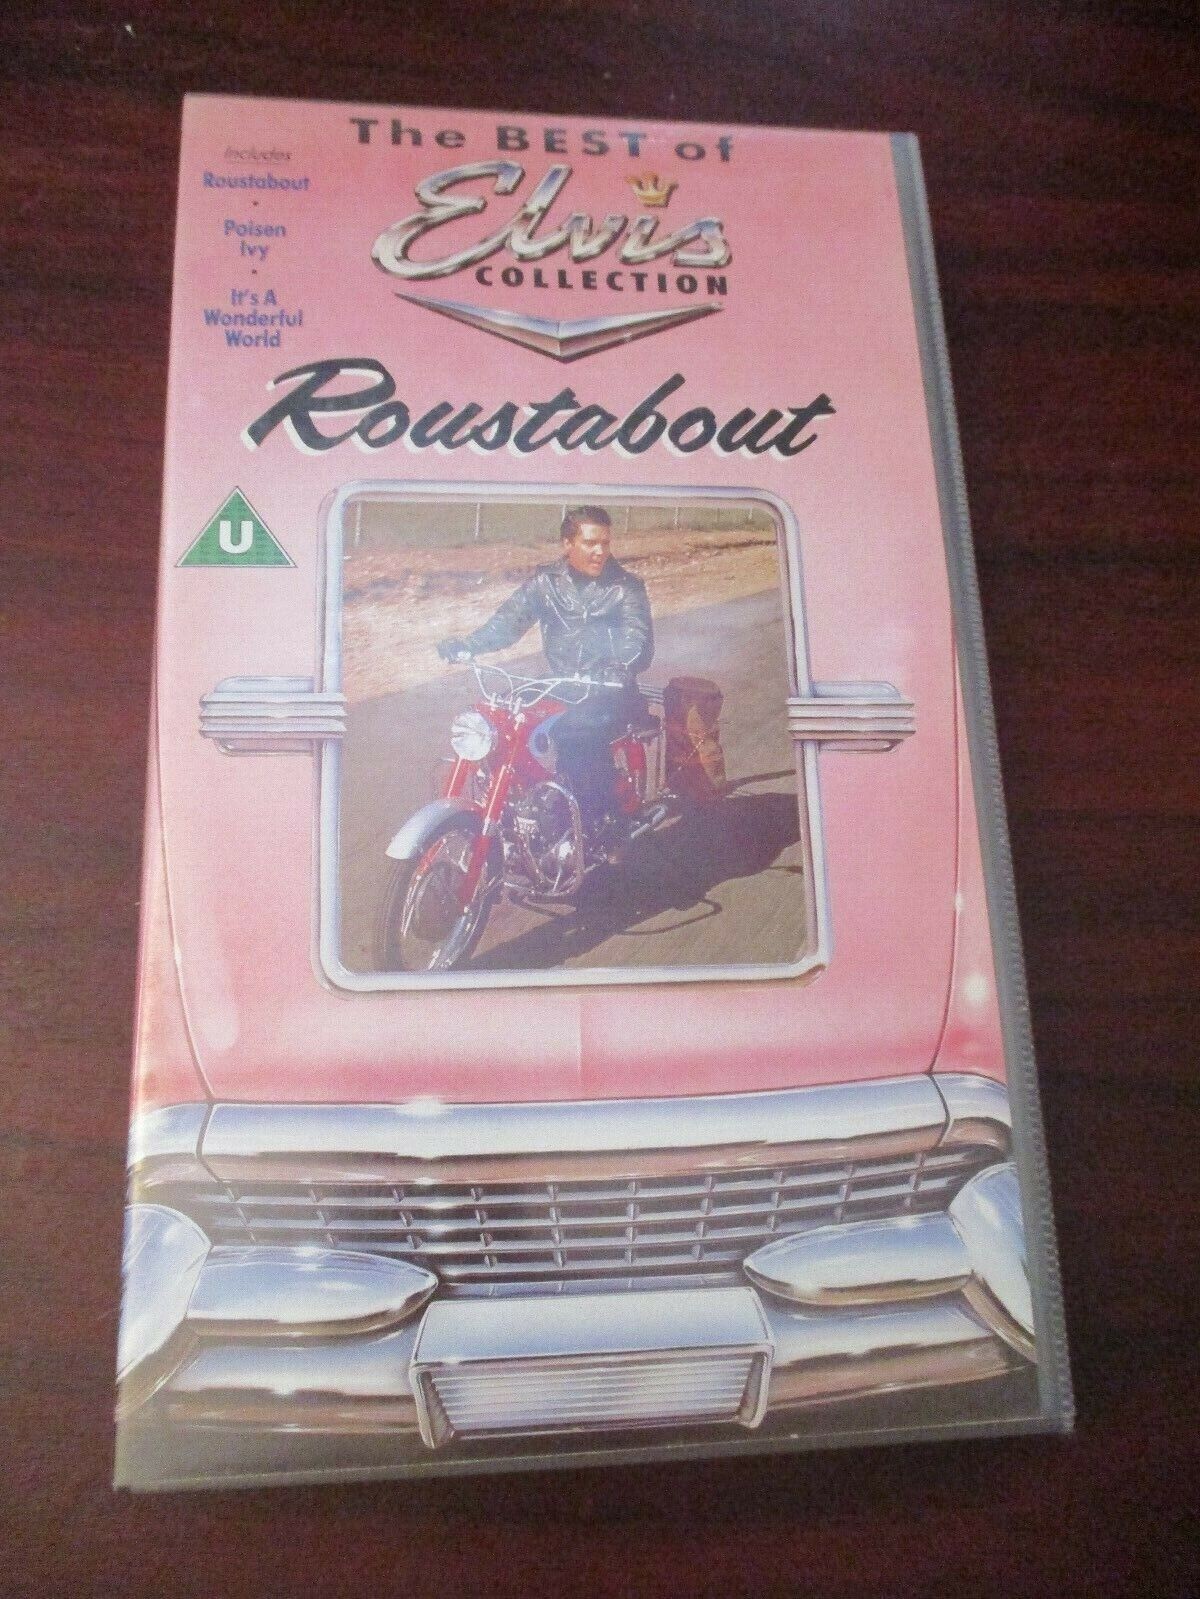 The BEST of
Elvis
COLLECTION
Includes
Roustabout
•
Poisen
Ivy
•
It's A
Wonderful
World
Roustabout
U